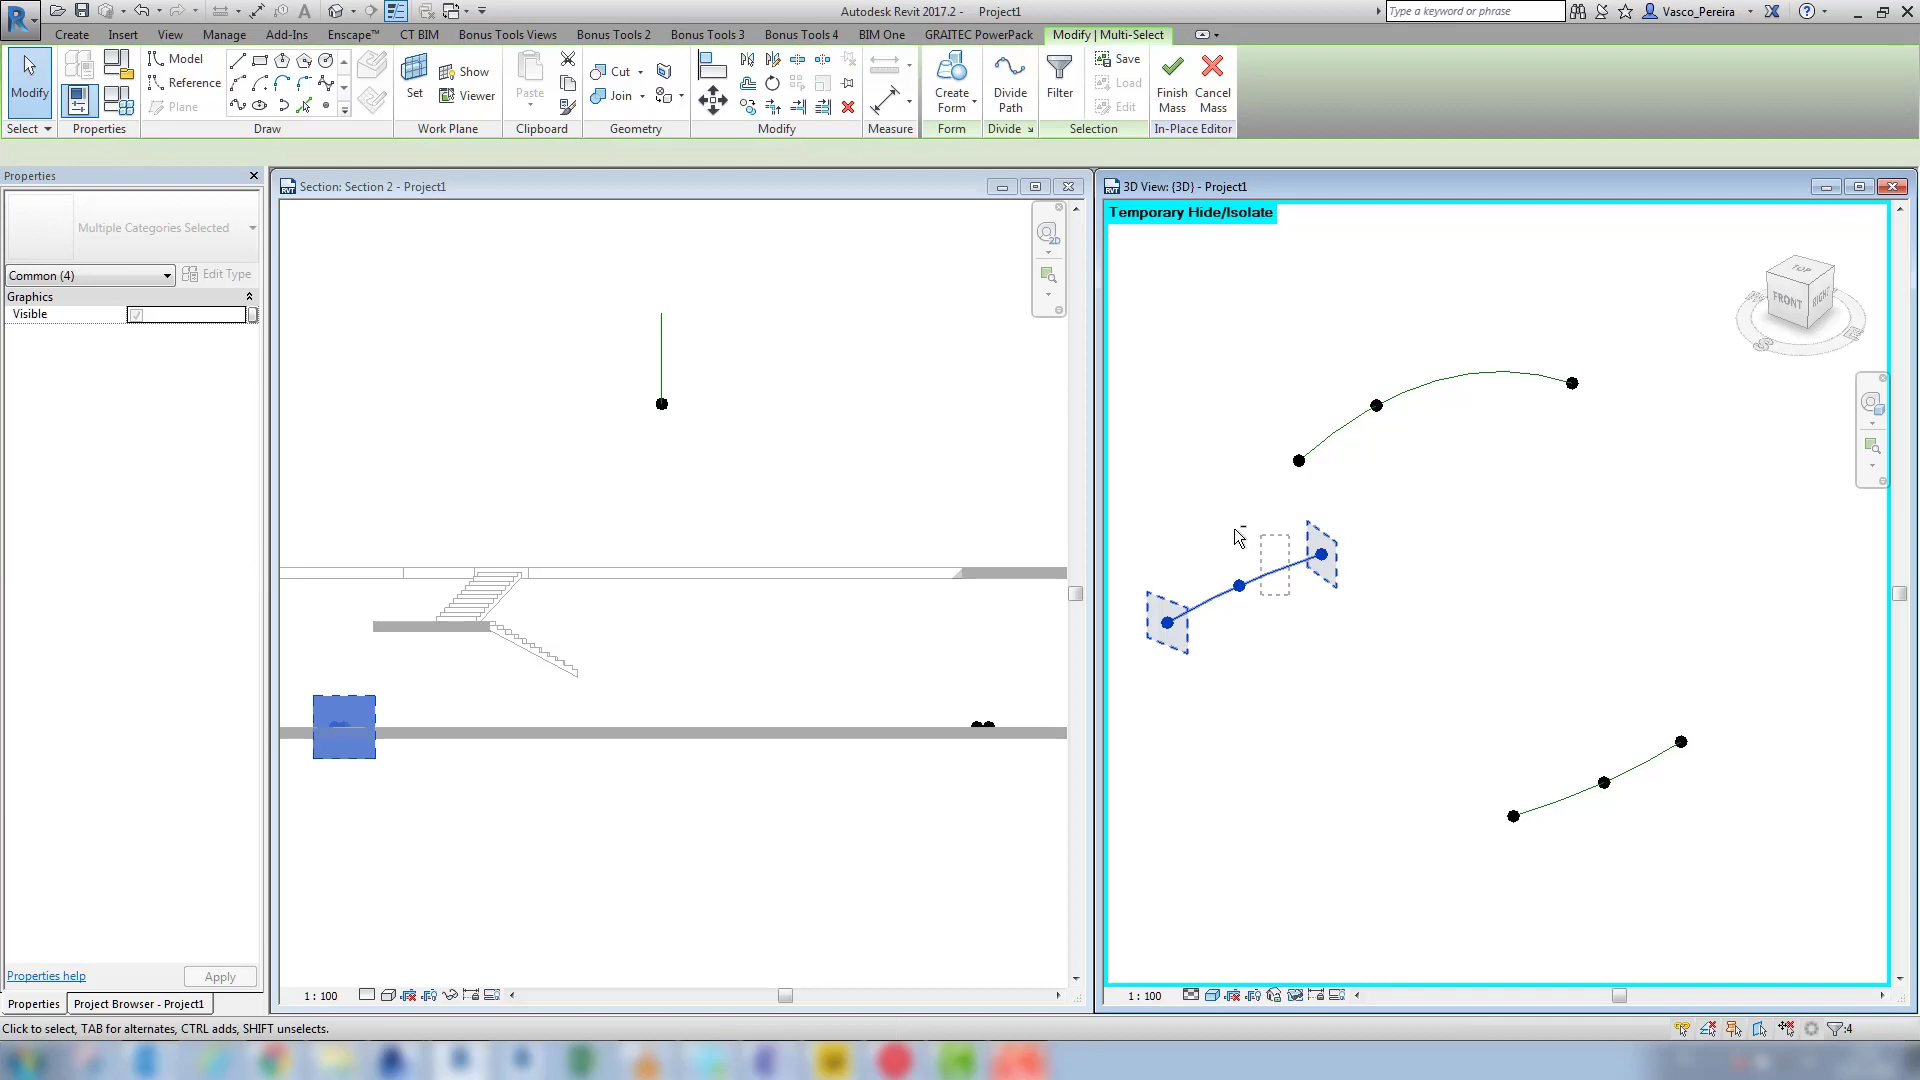 Autodesk Revit 2017.2 - Project1
Type a keyword or phrase
Vasco_Pereira
Create Insert View Manage Add-Ins Enscape™ CT BIM Bonus Tools Views Bonus Tools 2 Bonus Tools 3 Bonus Tools 4 BIM One GRAITEC PowerPack Modify | Multi-Select
Modify
Model
Reference
Plane
Set
Show
Viewer
Paste
Cut
Join
Create Form
Divide Path
Filter
Save
Load
Edit
Finish Mass
Cancel Mass
Select Properties Draw Work Plane Clipboard Geometry Modify Measure Form Divide Selection In-Place Editor
Properties
Multiple Categories Selected
Common (4)
Edit Type
Graphics
Visible
Properties help
Apply
Properties
Project Browser - Project1
Section: Section 2 - Project1
2D
1 : 100
3D View: {3D} - Project1
Temporary Hide/Isolate
TOP
FRONT
RIGHT
1 : 100
Click to select, TAB for alternates, CTRL adds, SHIFT unselects.
:4